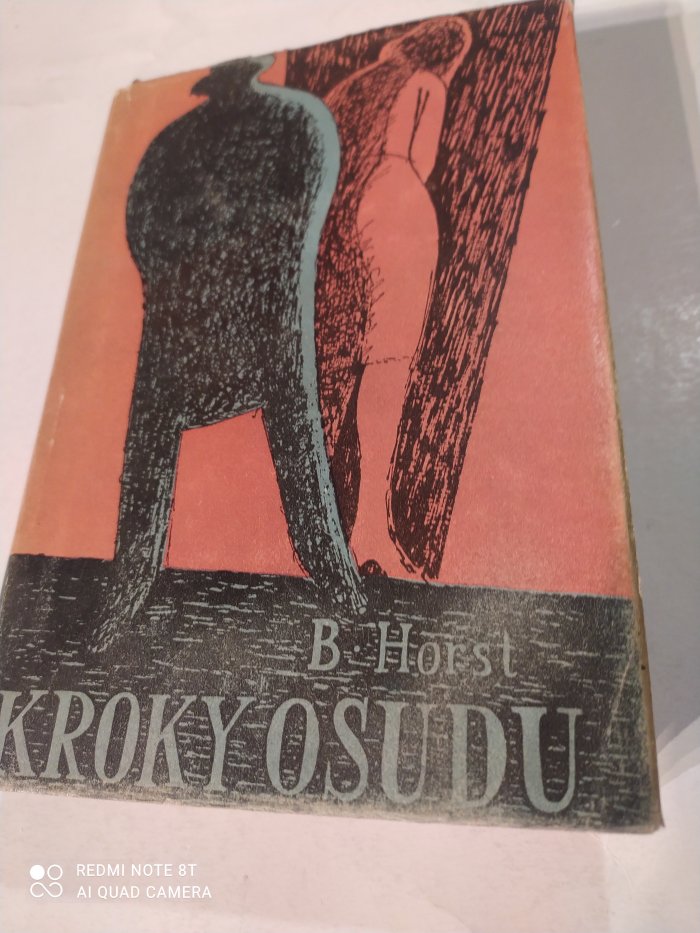 B. Horst
KROKY OSUDU
REDMI NOTE 8T
AI QUAD CAMERA